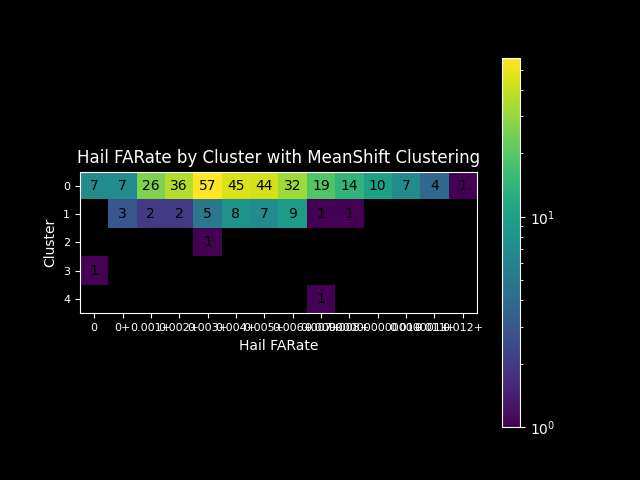 Hail FARate by Cluster with MeanShift Clustering
0 7 7 26 36 57 45 44 32 19 14 10 7 4 1
1 3 2 2 5 8 7 9 1 1
2 1
3 1
4 1
Cluster
0 0+
Hail FARate
10^1
10^0